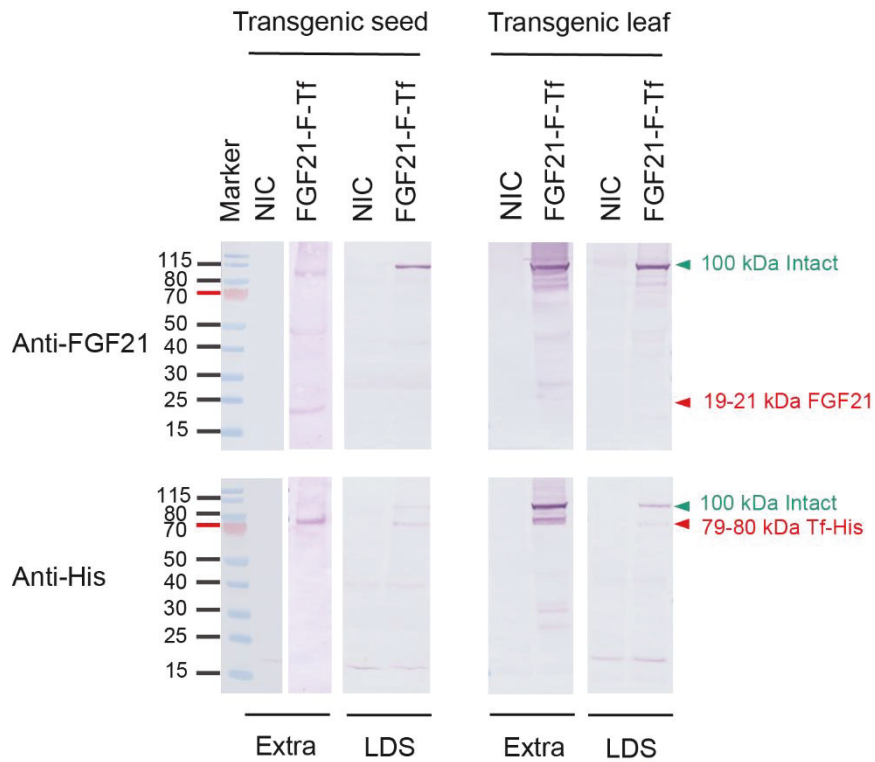 Transgenic seed Transgenic leaf
Marker NIC FGF21-F-Tf NIC FGF21-F-Tf NIC FGF21-F-Tf NIC FGF21-F-Tf
Anti-FGF21
115
80
70
50
40
30
25
15
100 kDa Intact
19-21 kDa FGF21
Anti-His
115
80
70
50
40
30
25
15
100 kDa Intact
79-80 kDa Tf-His
Extra LDS Extra LDS